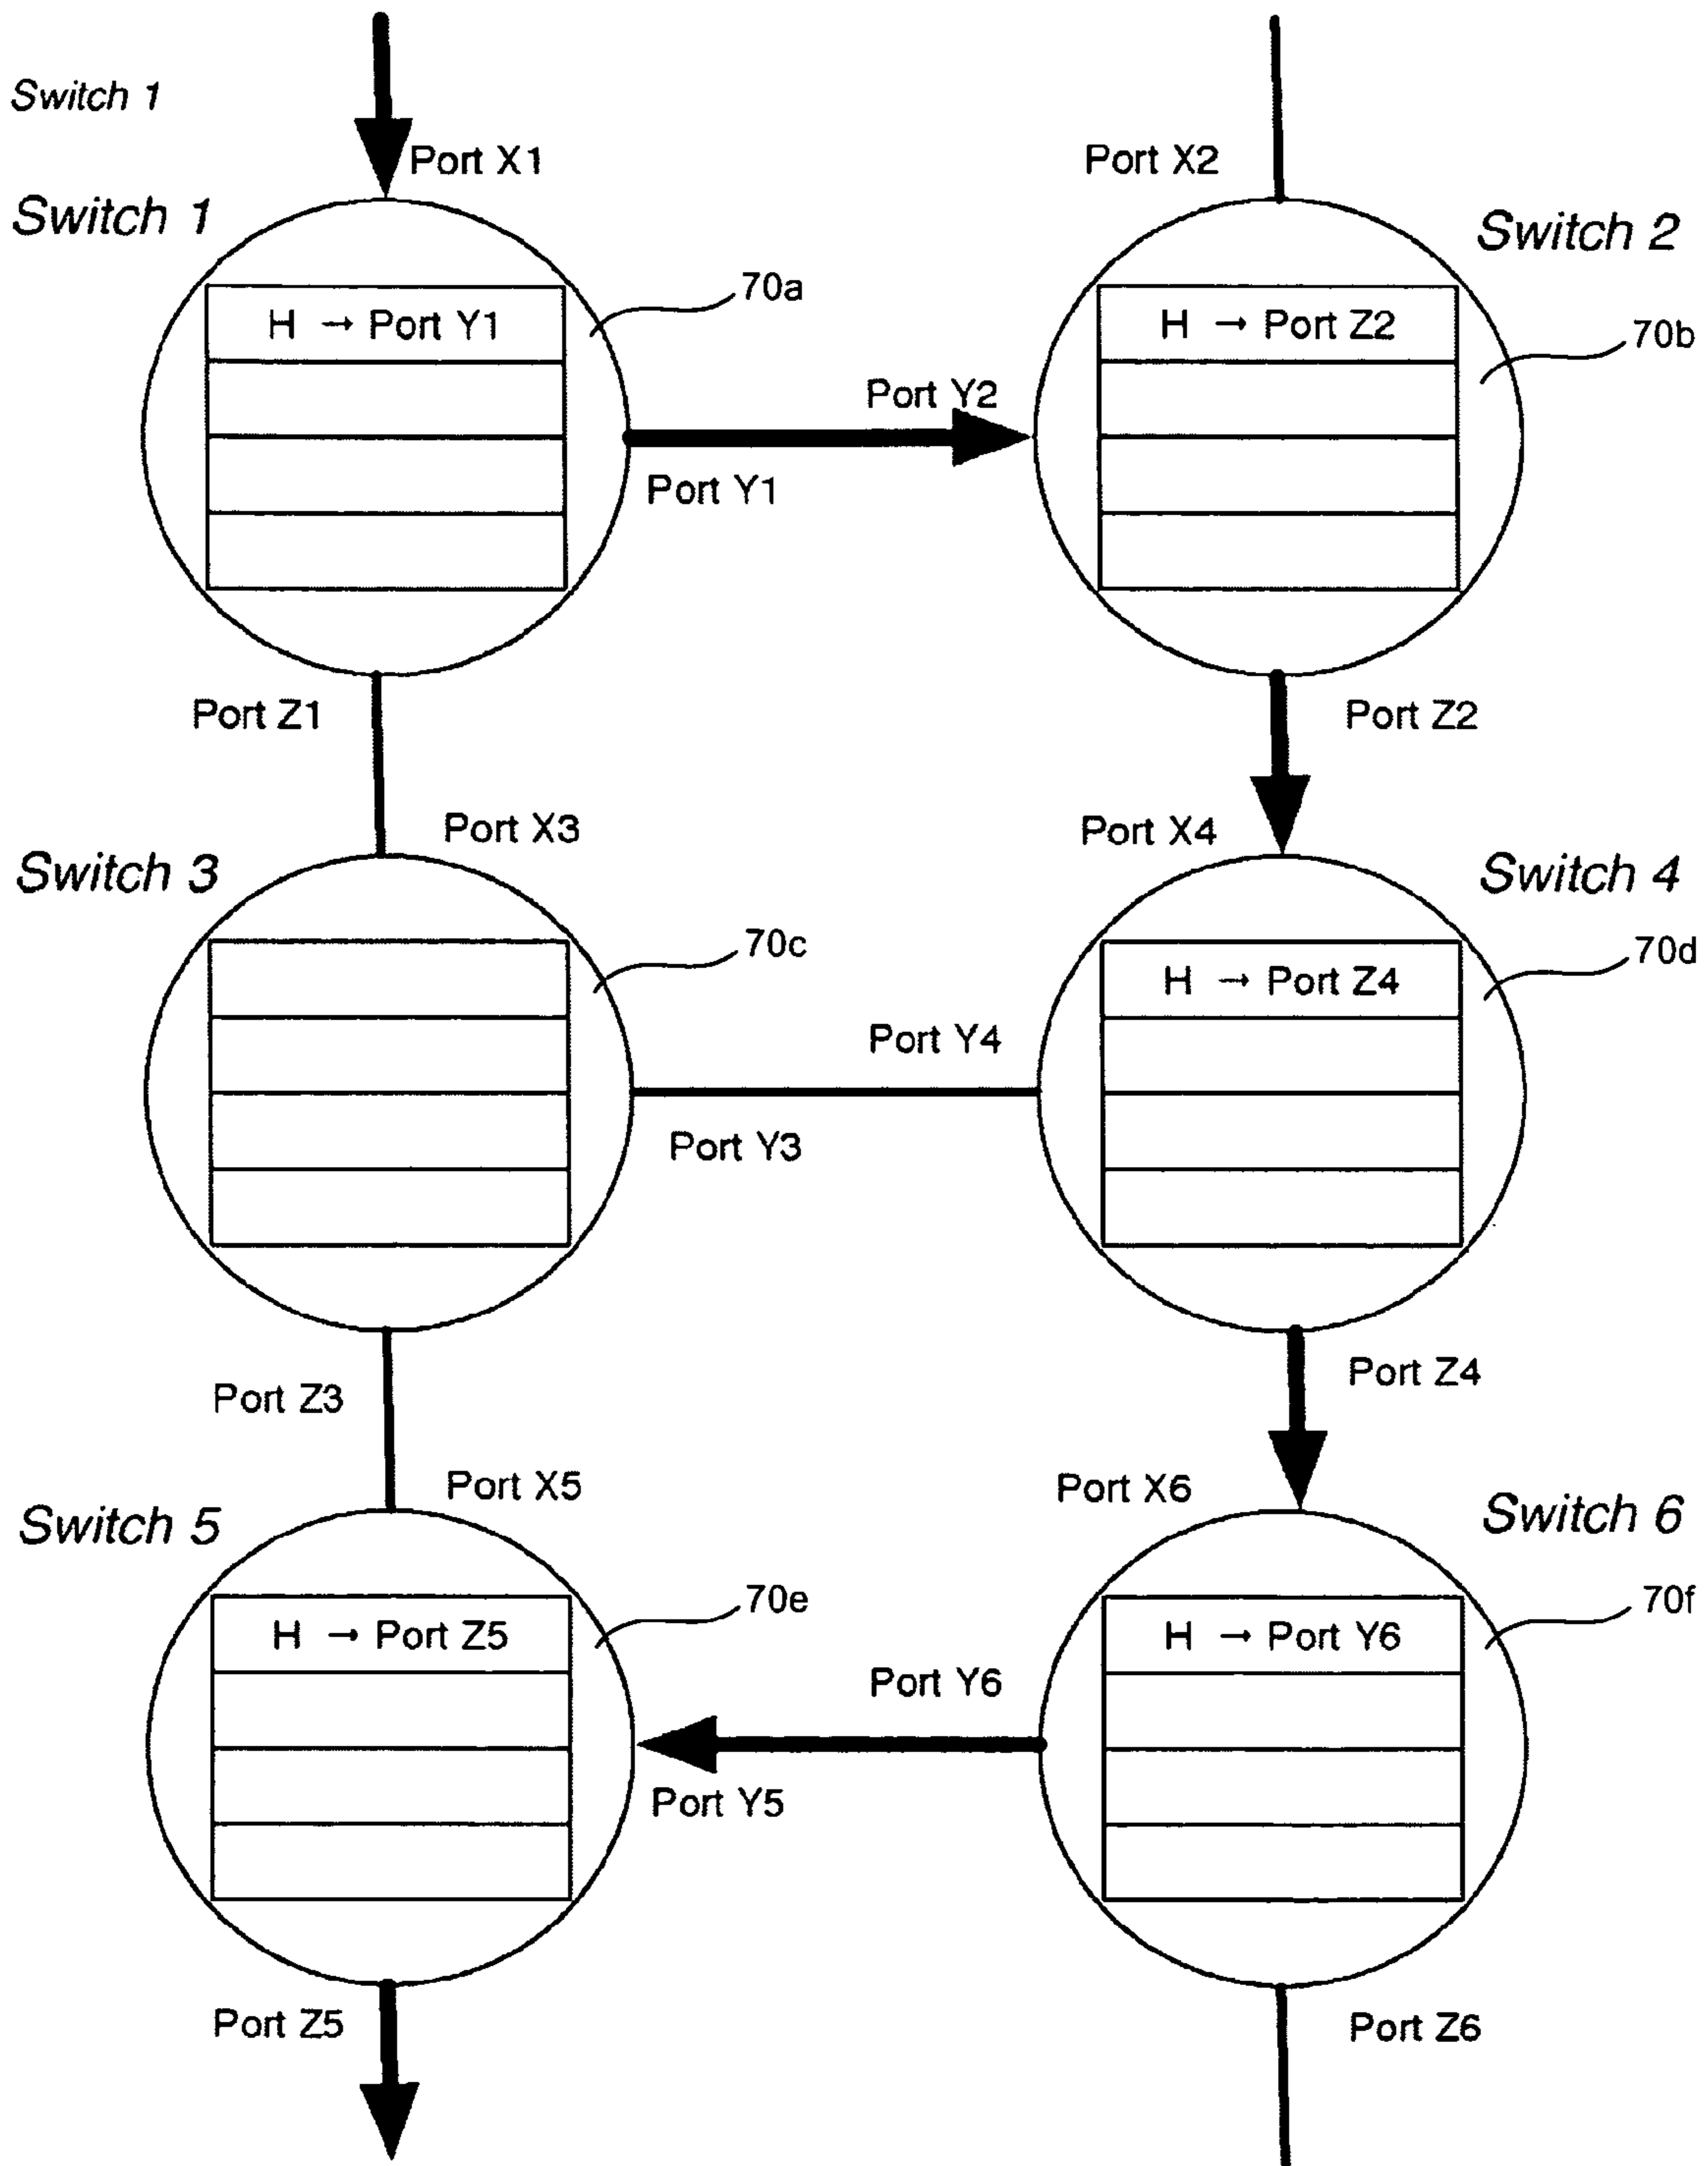 Switch 1
Port X1
Port X2
Switch 1
Switch 2
70a
H → Port Y1
H → Port Z2
70b
Port Y2
Port Y1
Port Z1
Port Z2
Port X3
Port X4
Switch 3
Switch 4
70c
70d
H → Port Z4
Port Y4
Port Y3
Port Z3
Port Z4
Port X5
Port X6
Switch 5
Switch 6
70e
70f
H → Port Z5
H → Port Y6
Port Y6
Port Y5
Port Z5
Port Z6